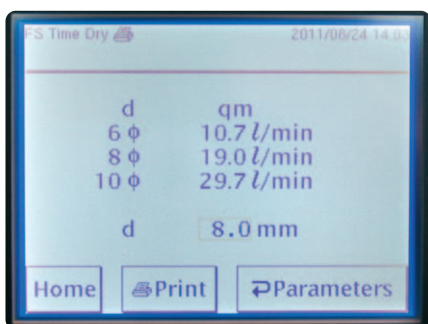 FS Time Dry 2011/06/24 14:03
d qm
6 ϕ 10.7 l/min
8 ϕ 19.0 l/min
10 ϕ 29.7 l/min
d 8.0 mm
Home Print Parameters